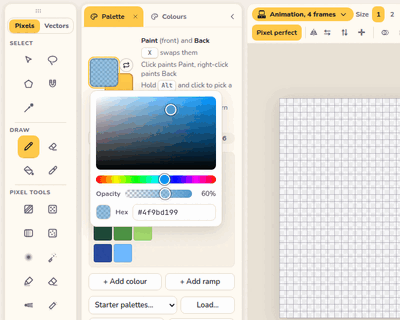 Pixels Vectors
SELECT
DRAW
PIXEL TOOLS
Palette × Colours
Paint (front) and Back
X swaps them
Click paints Paint, right-click
paints Back
Hold Alt and click to pick a
Opacity 60%
Hex #4f9bd199
6
+ Add colour + Add ramp
Starter palettes... Load...
Animation, 4 frames Size 1 2
Pixel perfect